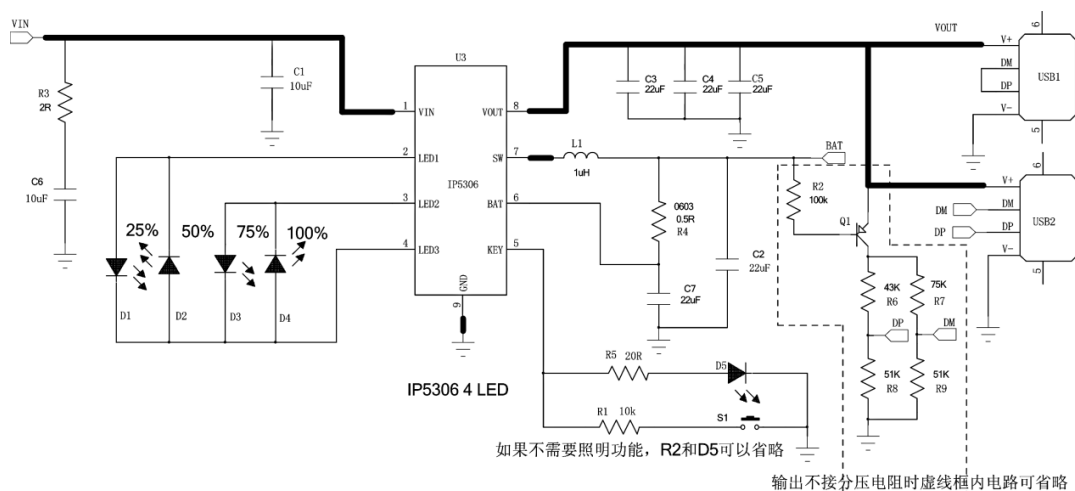 VIN
VOUT
6
V+
DM
DP
V-
USB1
5
R3
2R
C1
10uF
U3
C3
22uF
C4
22uF
C5
22uF
1
VIN
VOUT
8
2
LED1
SW
7
L1
1uH
BAT
IP5306
C6
10uF
3
LED2
BAT
6
4
LED3
KEY
5
GND
9
0603
0.5R
R4
R2
100k
Q1
6
V+
DM
DM
DP
DP
V-
USB2
5
25%
50%
75%
100%
D1
D2
D3
D4
C7
22uF
C2
22uF
43K
R6
75K
R7
DP
DM
51K
R8
51K
R9
R5
20R
D5
R1
10k
S1
IP5306 4 LED
如果不需要照明功能，R2和D5可以省略
输出不接分压电阻时虚线框内电路可省略